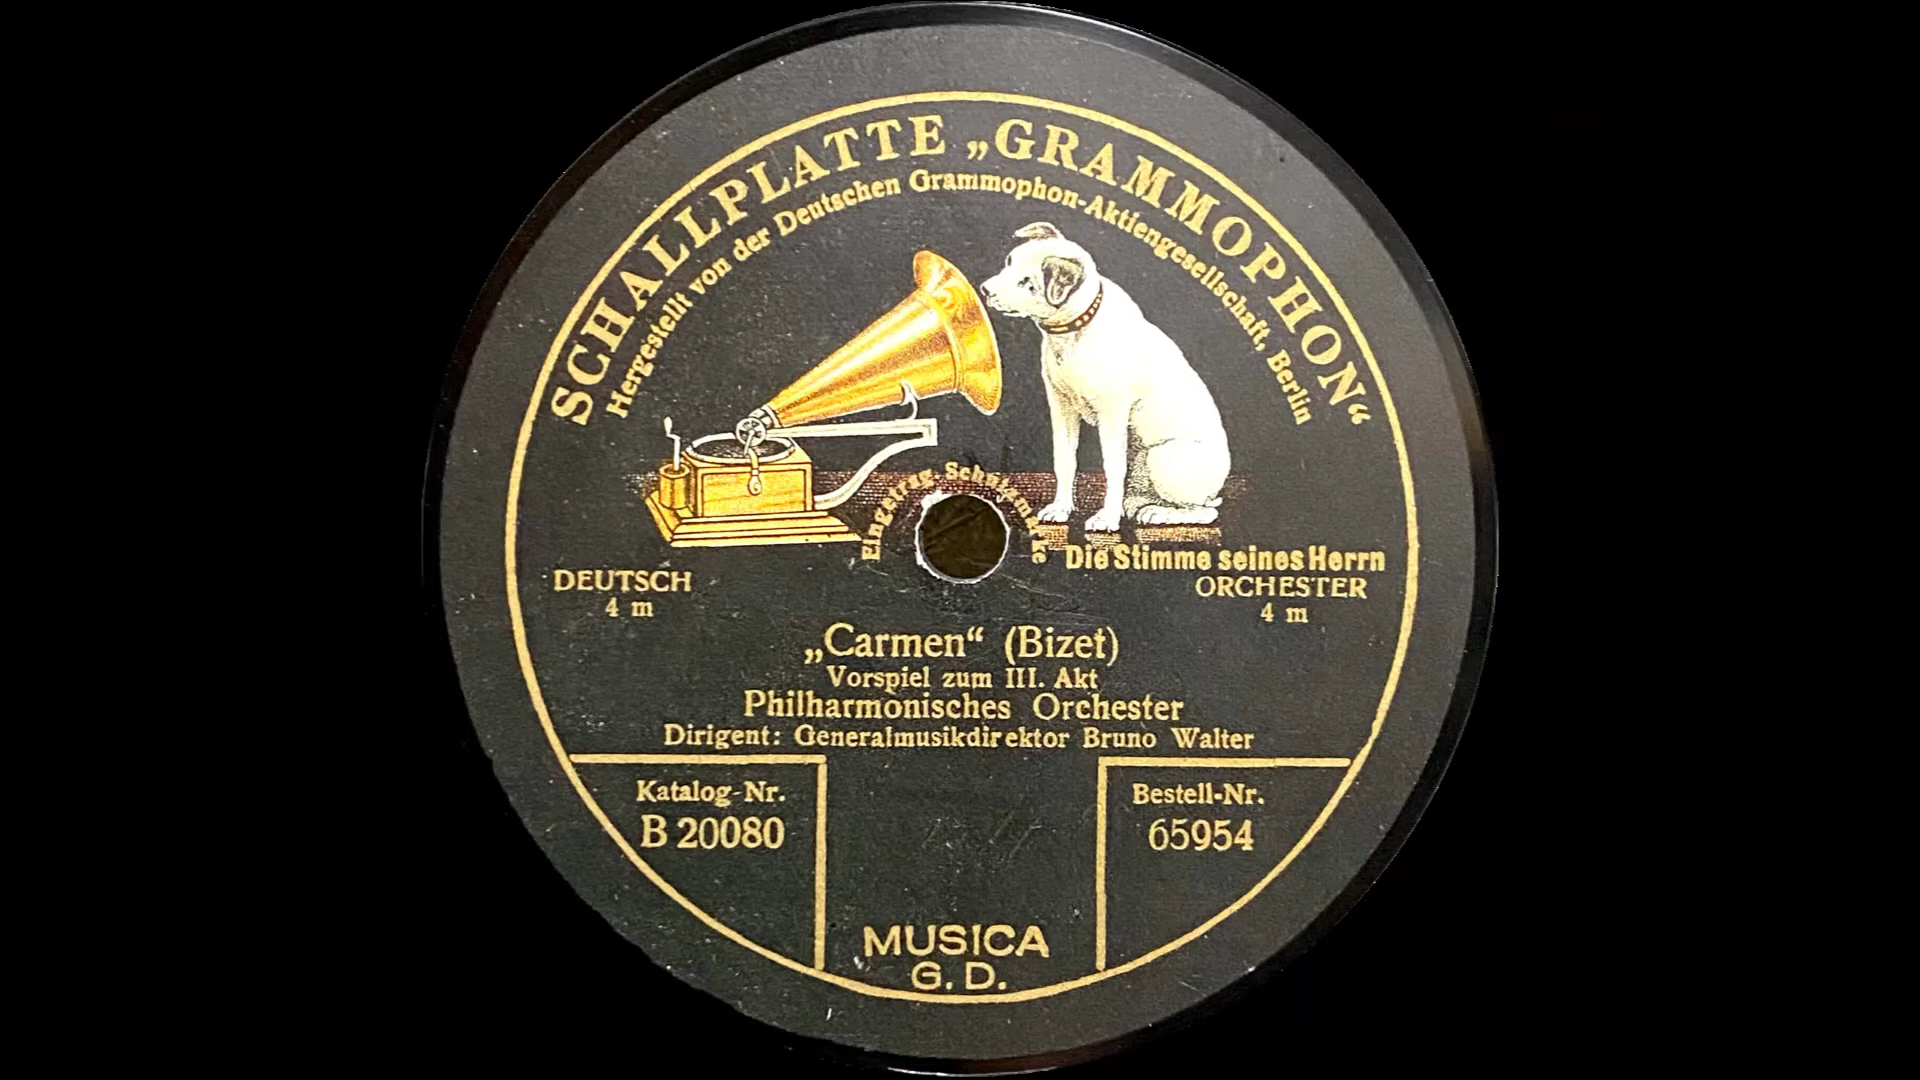 SCHALLPLATTE „GRAMMOPHON“
Hergestellt von der Deutschen Grammophon-Aktiengesellschaft, Berlin
Eingetrag. Schutzmarke
Die Stimme seines Herrn
DEUTSCH
4 m
ORCHESTER
4 m
„Carmen“ (Bizet)
Vorspiel zum III. Akt
Philharmonisches Orchester
Dirigent: Generalmusikdirektor Bruno Walter
Katalog-Nr.
B 20080
Bestell-Nr.
65954
MUSICA
G. D.